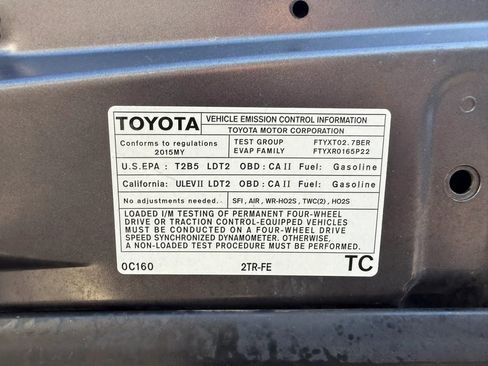 TOYOTA VEHICLE EMISSION CONTROL INFORMATION
TOYOTA MOTOR CORPORATION
Conforms to regulations TEST GROUP FTYXT02.7BER
2015MY EVAP FAMILY FTYXR0165P22
U.S.EPA : T2B5 LDT2 OBD : CA II Fuel: Gasoline
California: ULEVII LDT2 OBD : CA II Fuel: Gasoline
No adjustments needed. SFI , AIR , WR-HO2S , TWC(2) , HO2S
LOADED I/M TESTING OF PERMANENT FOUR-WHEEL
DRIVE OR TRACTION CONTROL-EQUIPPED VEHICLES
MUST BE CONDUCTED ON A FOUR-WHEEL DRIVE
SPEED SYNCHRONIZED DYNAMOMETER. OTHERWISE,
A NON-LOADED TEST PROCEDURE MUST BE PERFORMED.
0C160 2TR-FE TC